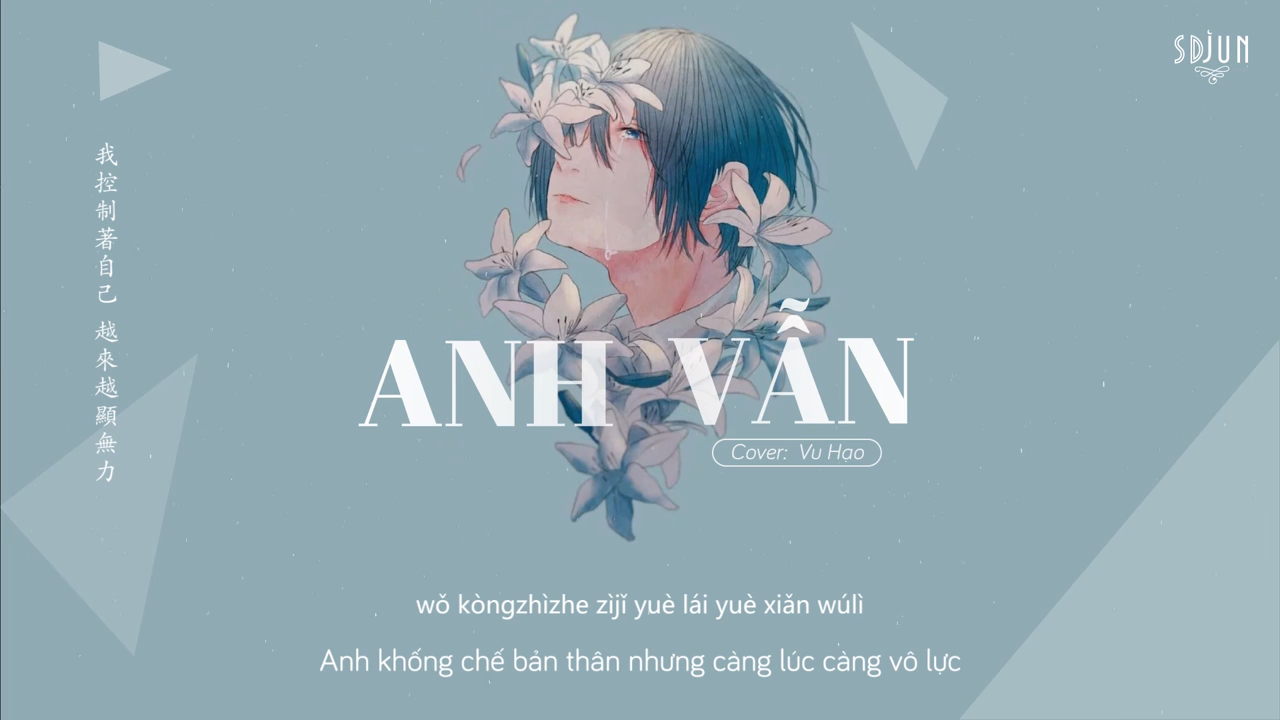 SDJUN
我控制著自己 越來越顯無力
ANH VẪN
Cover: Vu Hạo
wǒ kòngzhìzhe zìjǐ yuè lái yuè xiǎn wúlì
Anh khống chế bản thân nhưng càng lúc càng vô lực